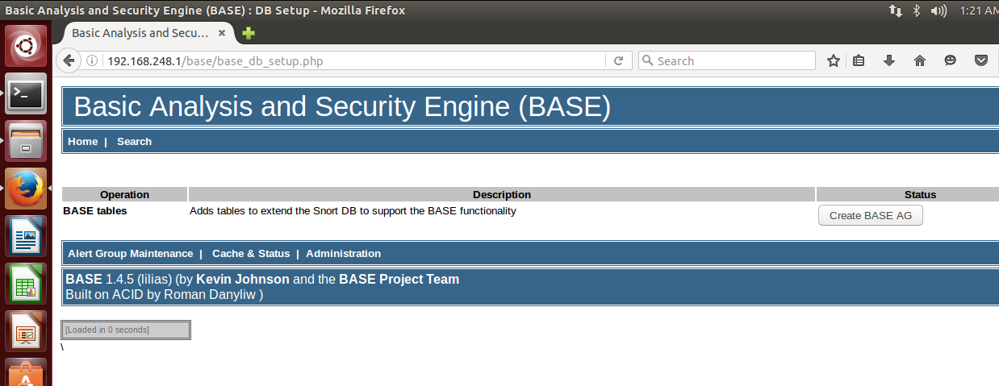 Basic Analysis and Security Engine (BASE) : DB Setup - Mozilla Firefox 1:21 AM
Basic Analysis and Secu... ×
192.168.248.1/base/base_db_setup.php Search
Basic Analysis and Security Engine (BASE)
Home | Search
Operation Description Status
BASE tables Adds tables to extend the Snort DB to support the BASE functionality Create BASE AG
Alert Group Maintenance | Cache & Status | Administration
BASE 1.4.5 (lilias) (by Kevin Johnson and the BASE Project Team
Built on ACID by Roman Danyliw )
[Loaded in 0 seconds]
\